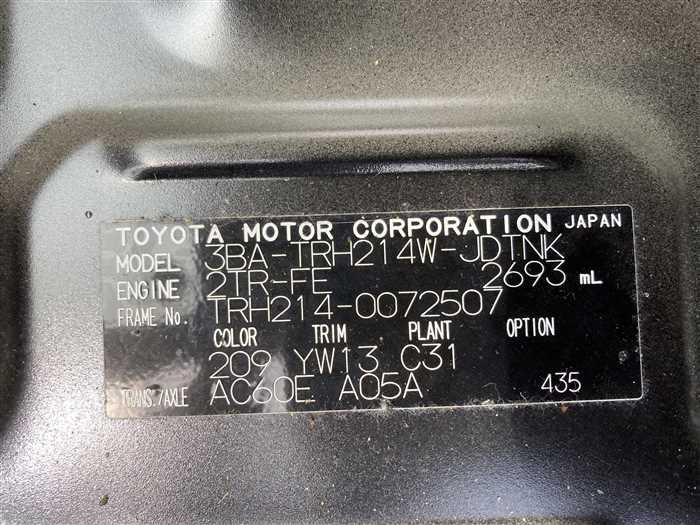 TOYOTA MOTOR CORPORATION JAPAN
MODEL 3BA-TRH214W-JDTNK
ENGINE 2TR-FE 2693 mL
FRAME No. TRH214-0072507
COLOR TRIM PLANT OPTION
209 YW13 C31
TRANS./AXLE AC60E A05A 435